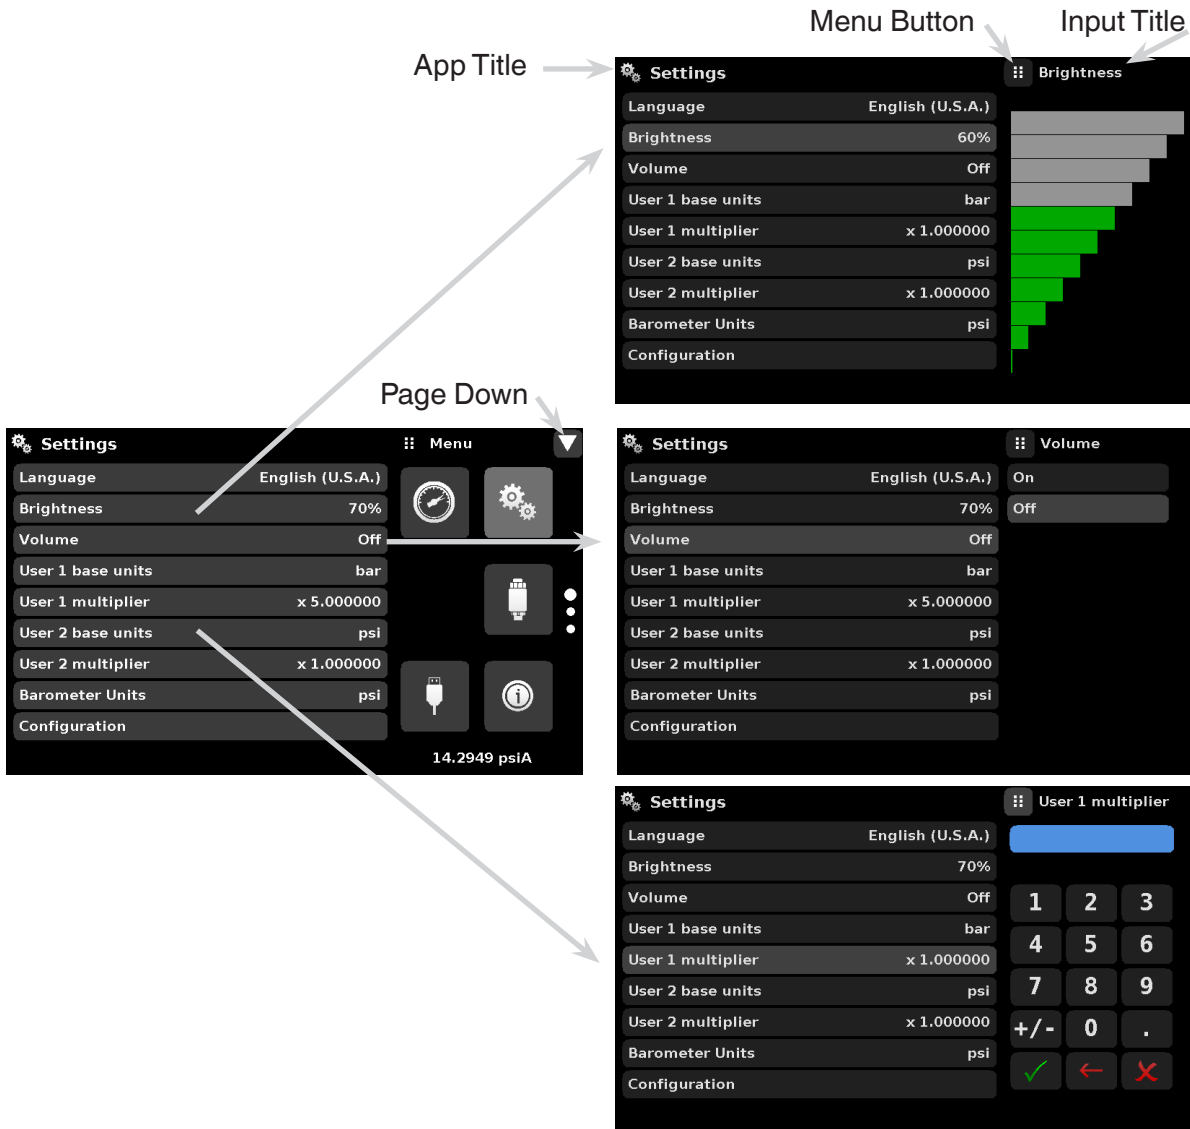 Menu Button
Input Title
App Title
Settings
Brightness
Language English (U.S.A.)
Brightness 60%
Volume Off
User 1 base units bar
User 1 multiplier x 1.000000
User 2 base units psi
User 2 multiplier x 1.000000
Barometer Units psi
Configuration
Page Down
Settings
Menu
Language English (U.S.A.)
Brightness 70%
Volume Off
User 1 base units bar
User 1 multiplier x 5.000000
User 2 base units psi
User 2 multiplier x 1.000000
Barometer Units psi
Configuration
14.2949 psiA
Settings
Volume
Language English (U.S.A.)
Brightness 70%
Volume Off
User 1 base units bar
User 1 multiplier x 5.000000
User 2 base units psi
User 2 multiplier x 1.000000
Barometer Units psi
Configuration
On
Off
Settings
User 1 multiplier
Language English (U.S.A.)
Brightness 70%
Volume Off
User 1 base units bar
User 1 multiplier x 1.000000
User 2 base units psi
User 2 multiplier x 1.000000
Barometer Units psi
Configuration
1 2 3
4 5 6
7 8 9
+/- 0 .